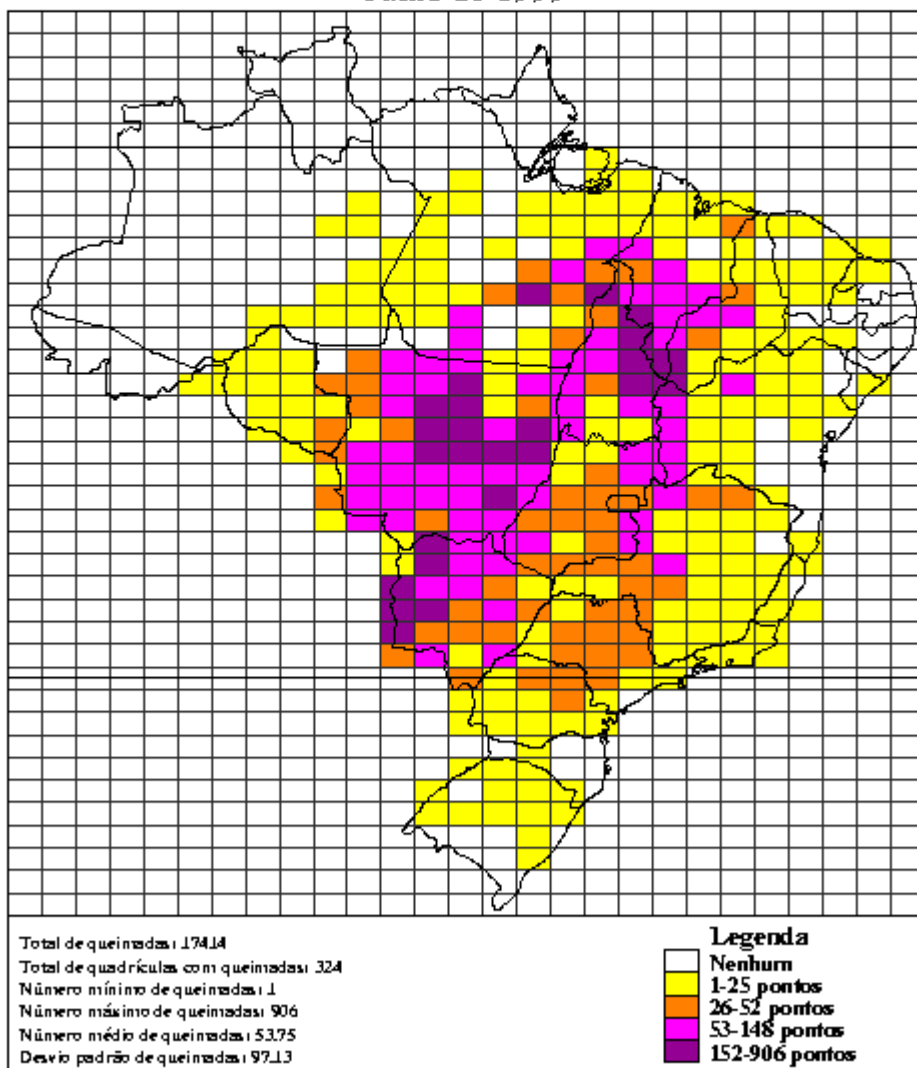 Total de queimadas: 17414
Total de quadrículas com queimadas: 324
Número mínimo de queimadas: 1
Número máximo de queimadas: 906
Número médio de queimadas: 53.75
Desvio padrão de queimadas: 97.13
Legenda
Nenhum
1-25 pontos
26-52 pontos
53-148 pontos
152-906 pontos